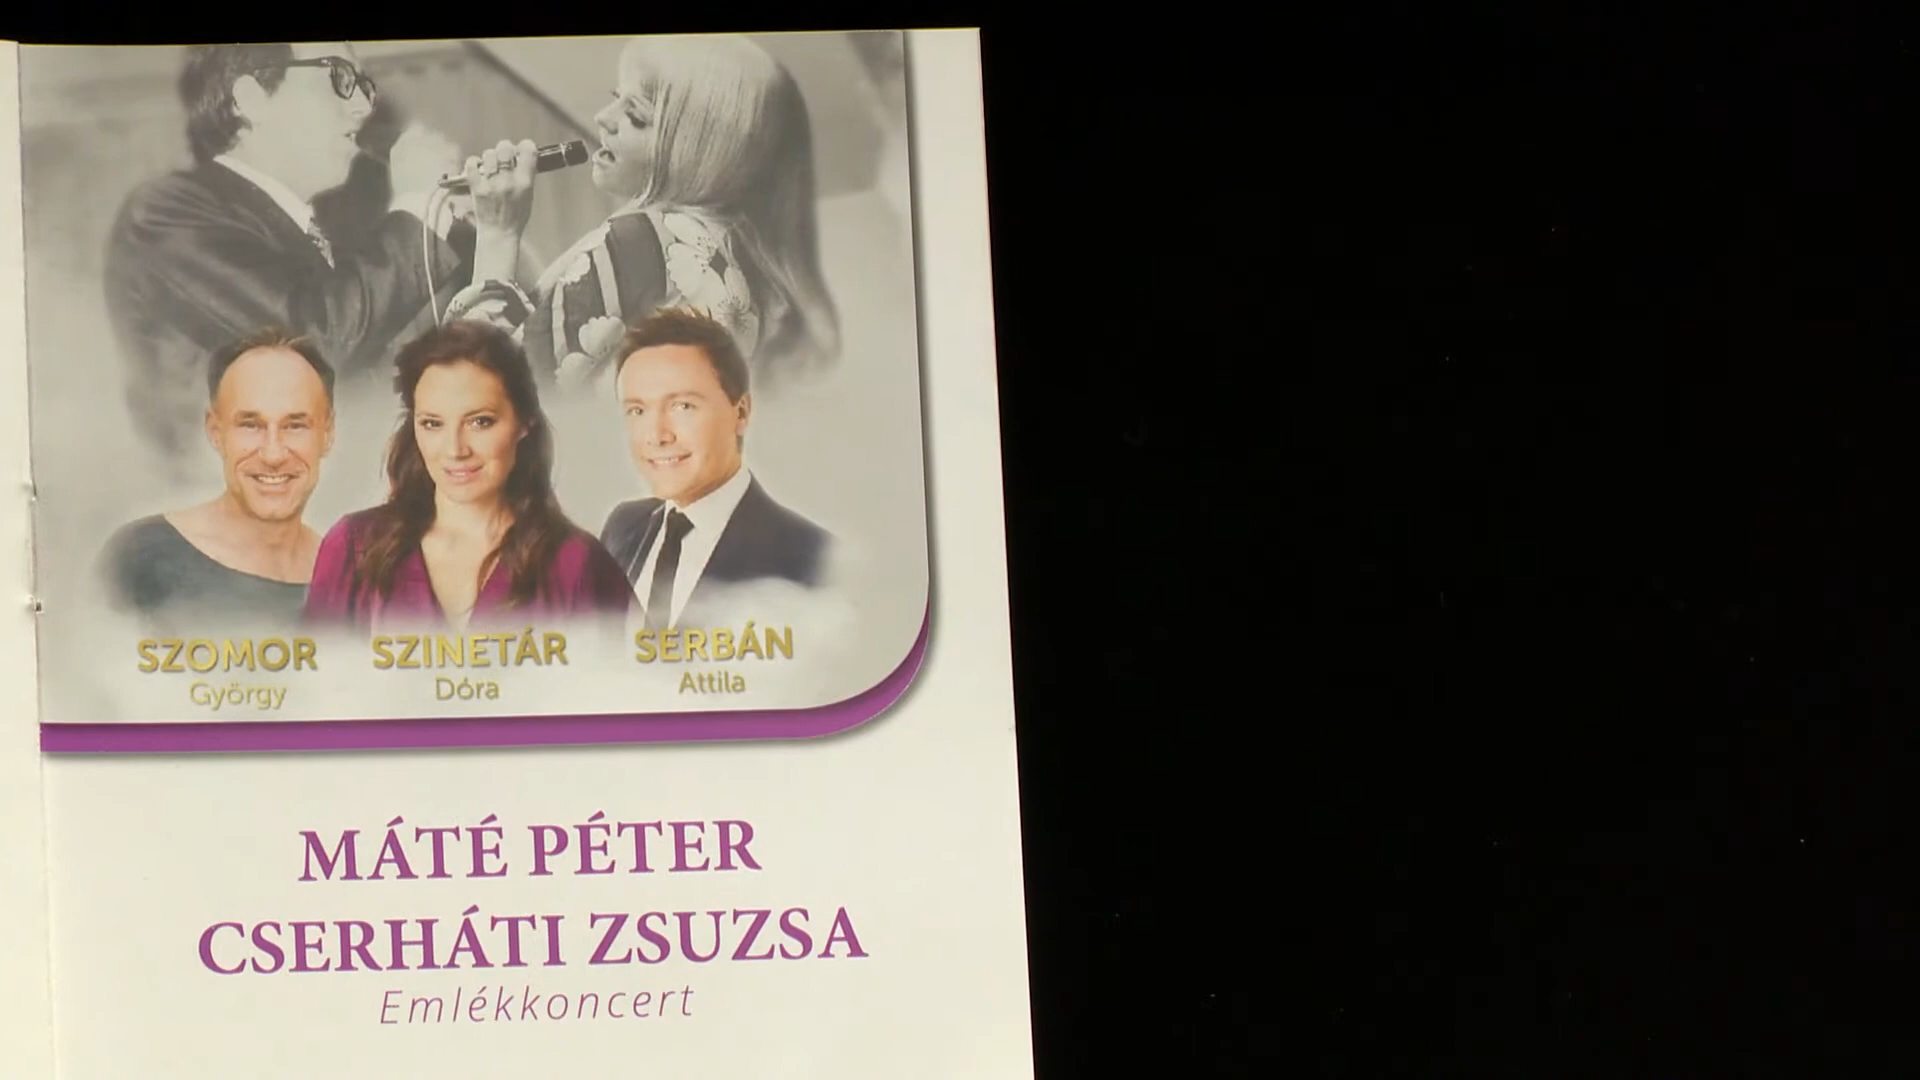 SZOMOR
György
SZINETÁR
Dóra
SERBÁN
Attila
MÁTÉ PÉTER
CSERHÁTI ZSUZSA
Emlékkoncert